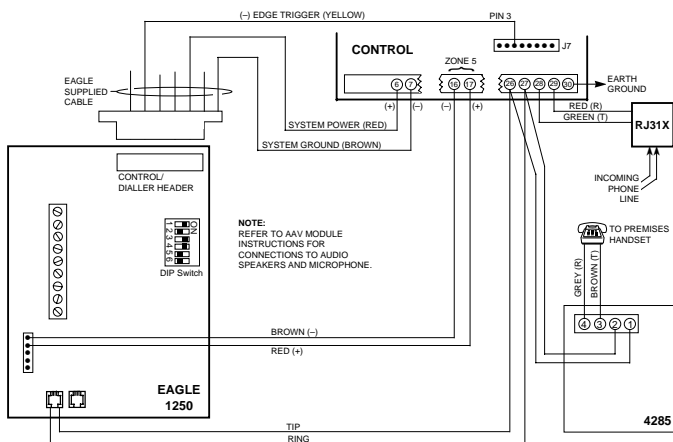 (–) EDGE TRIGGER (YELLOW)
PIN 3
J7
CONTROL
ZONE 5
EAGLE
SUPPLIED
CABLE
6 7 16 17 26 27 28 29 30
EARTH
GROUND
(+) (–) (–) (+)
RED (R)
GREEN (T)
RJ31X
SYSTEM POWER (RED)
SYSTEM GROUND (BROWN)
CONTROL/
DIALLER HEADER
INCOMING
PHONE
LINE
ON
1 2 3 4 5 6
DIP Switch
NOTE:
REFER TO AAV MODULE
INSTRUCTIONS FOR
CONNECTIONS TO AUDIO
SPEAKERS AND MICROPHONE.
TO PREMISES
HANDSET
GREY (R)
BROWN (T)
4 3 2 1
BROWN (–)
RED (+)
EAGLE
1250
4285
TIP
RING